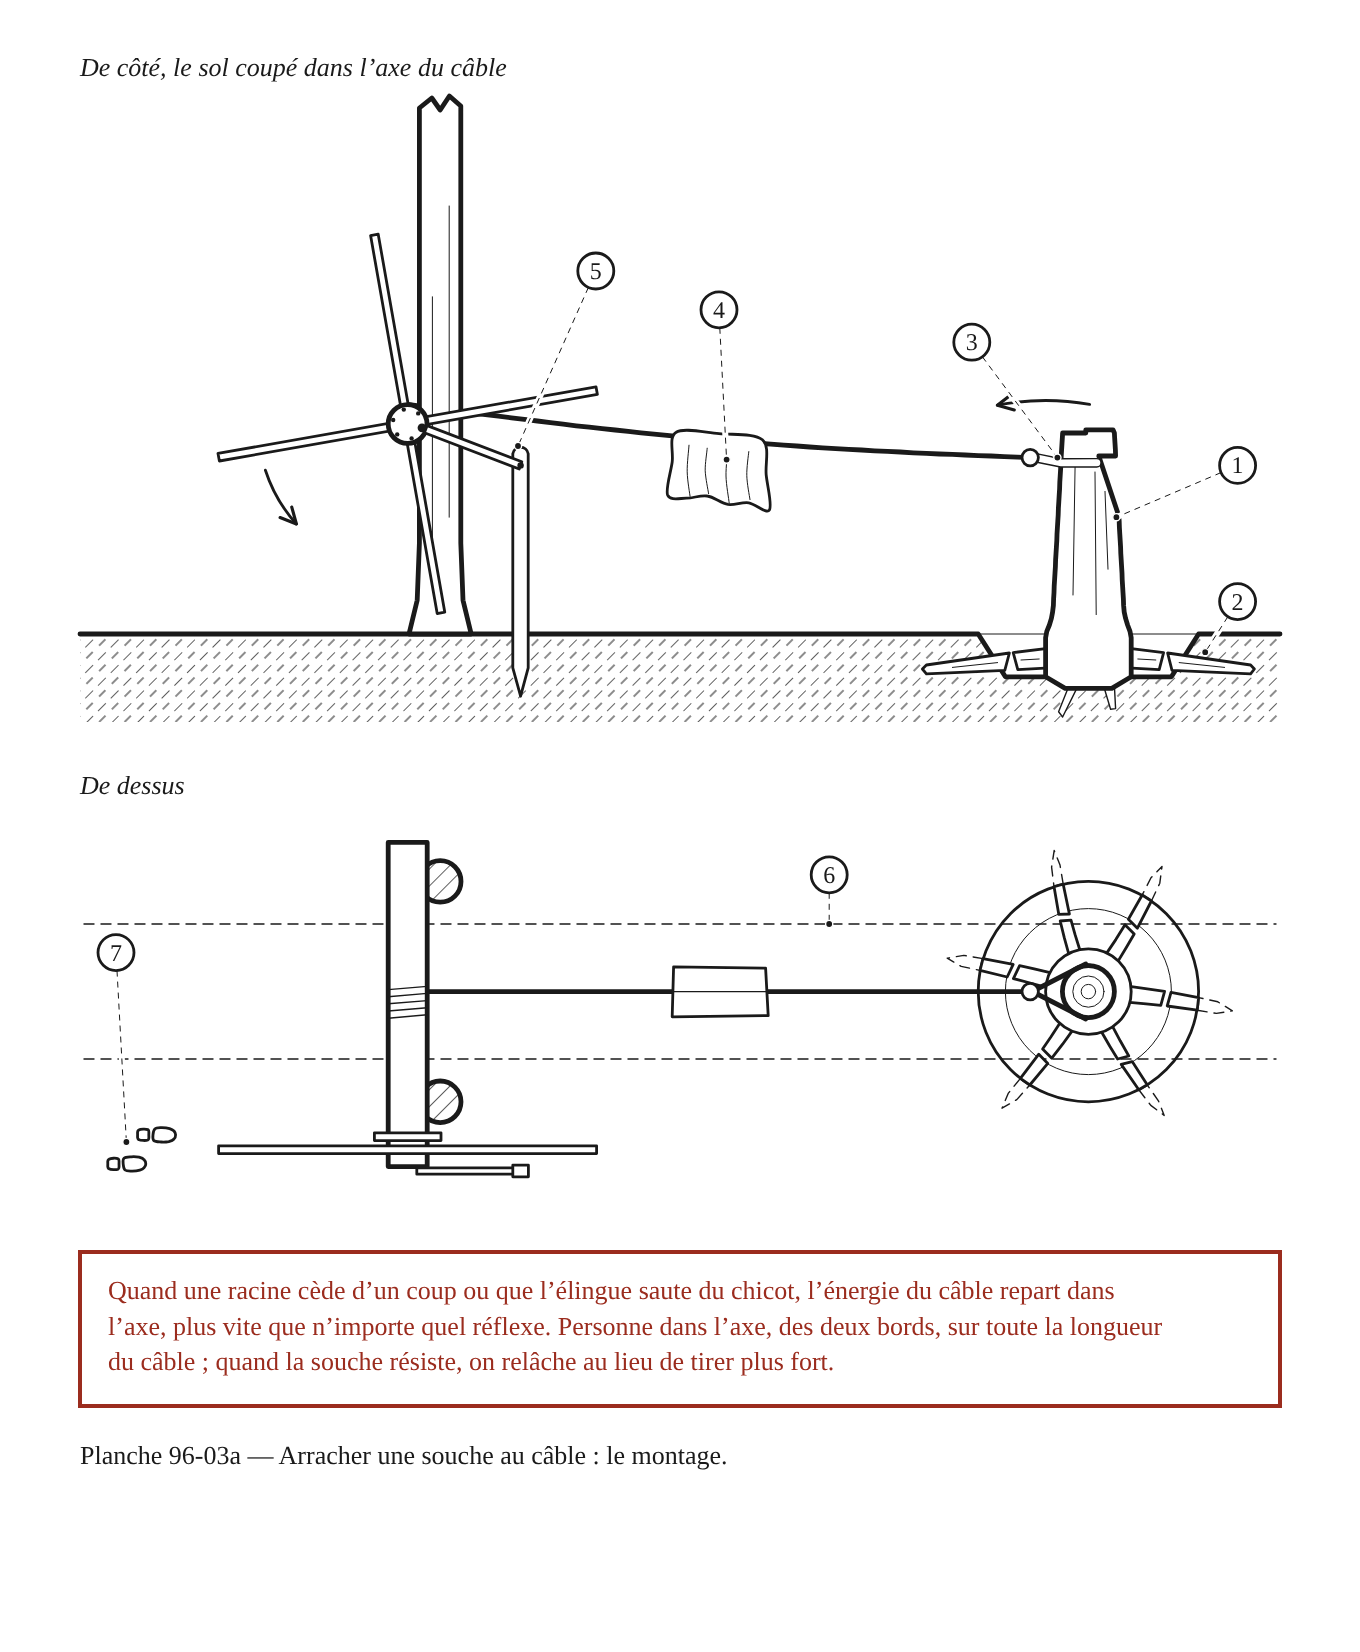 De côté, le sol coupé dans l’axe du câble
5
4
3
1
2
De dessus
6
7
Quand une racine cède d’un coup ou que l’élingue saute du chicot, l’énergie du câble repart dans
l’axe, plus vite que n’importe quel réflexe. Personne dans l’axe, des deux bords, sur toute la longueur
du câble ; quand la souche résiste, on relâche au lieu de tirer plus fort.
Planche 96-03a — Arracher une souche au câble : le montage.